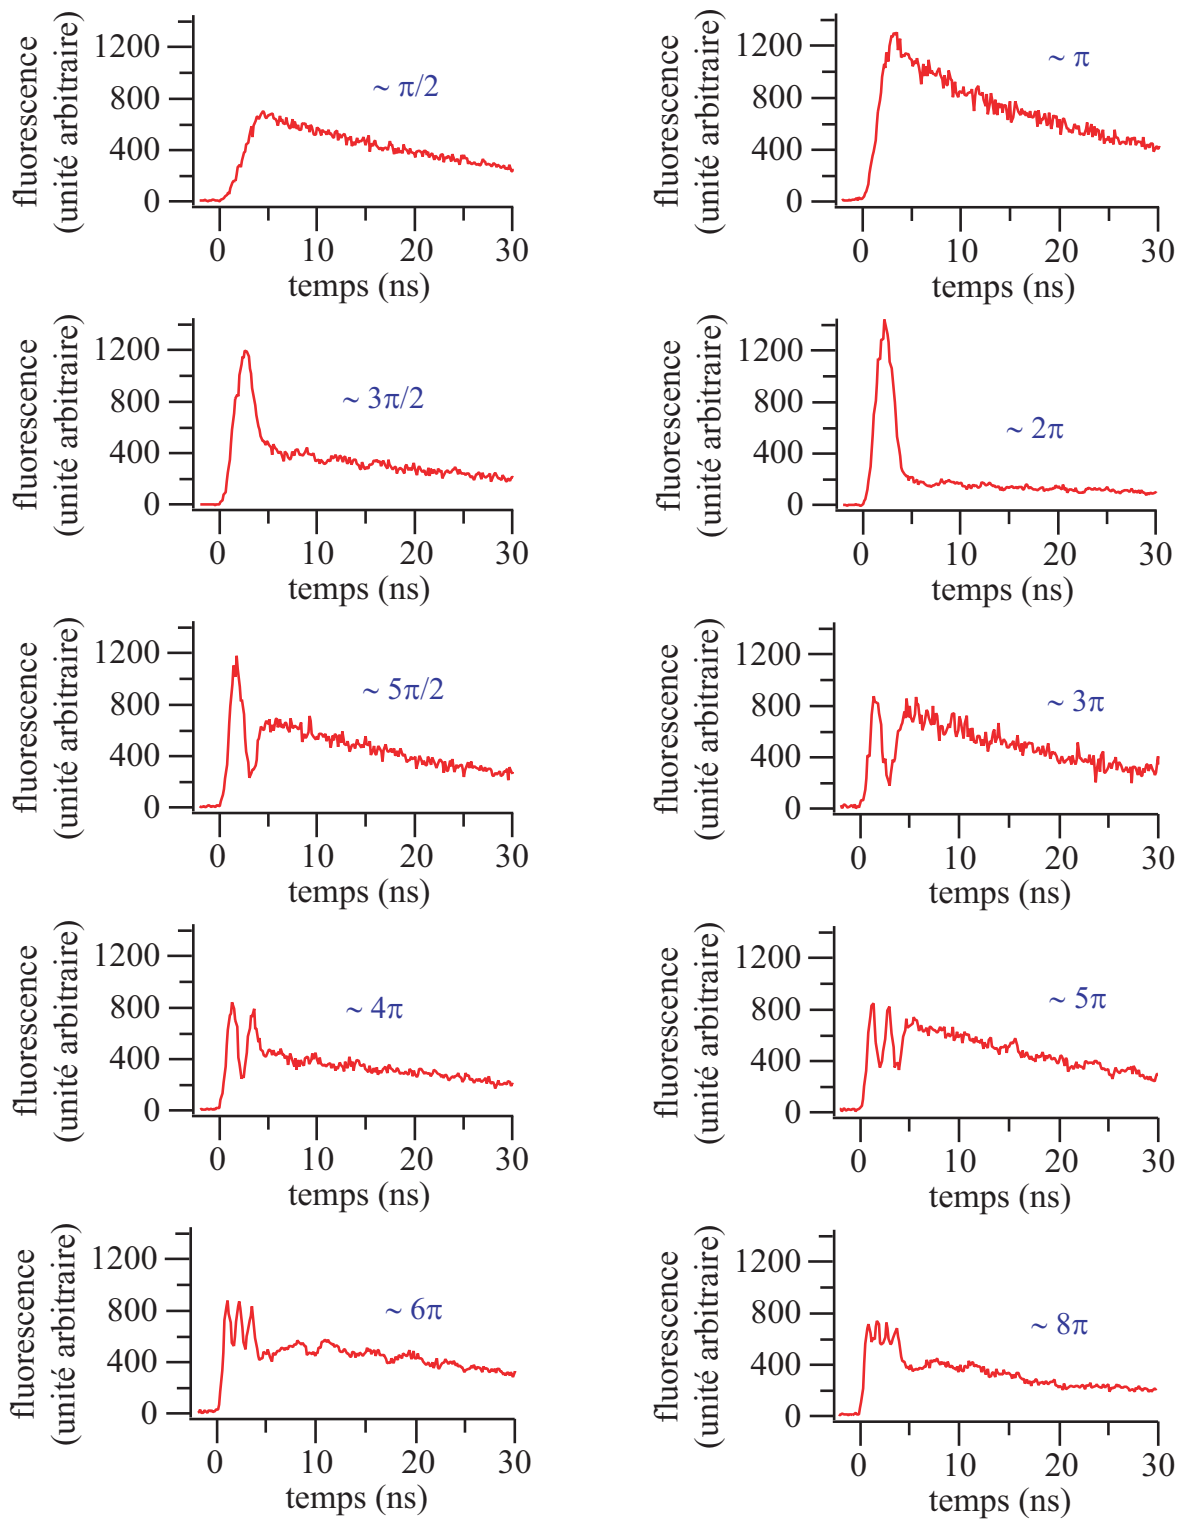 fluorescence
(unité arbitraire)
1200
800
400
0
~ π/2
0 10 20 30
temps (ns)
fluorescence
(unité arbitraire)
1200
800
400
0
~ π
0 10 20 30
temps (ns)
fluorescence
(unité arbitraire)
1200
800
400
0
~ 3π/2
0 10 20 30
temps (ns)
fluorescence
(unité arbitraire)
1200
800
400
0
~ 2π
0 10 20 30
temps (ns)
fluorescence
(unité arbitraire)
1200
800
400
0
~ 5π/2
0 10 20 30
temps (ns)
fluorescence
(unité arbitraire)
1200
800
400
0
~ 3π
0 10 20 30
temps (ns)
fluorescence
(unité arbitraire)
1200
800
400
0
~ 4π
0 10 20 30
temps (ns)
fluorescence
(unité arbitraire)
1200
800
400
0
~ 5π
0 10 20 30
temps (ns)
fluorescence
(unité arbitraire)
1200
800
400
0
~ 6π
0 10 20 30
temps (ns)
fluorescence
(unité arbitraire)
1200
800
400
0
~ 8π
0 10 20 30
temps (ns)